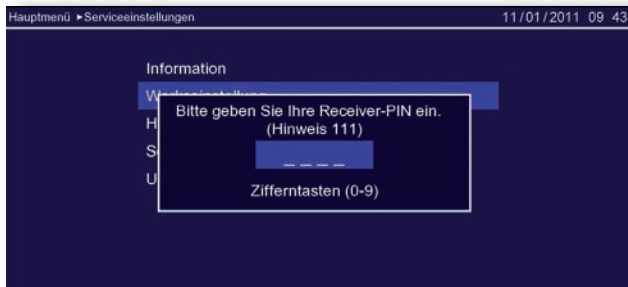 Hauptmenü ►Serviceeinstellungen 11/01/2011 09 43
Information
Werkseinstellung
Bitte geben Sie Ihre Receiver-PIN ein.
H
(Hinweis 111)
S
_ _ _ _
U
Zifferntasten (0-9)